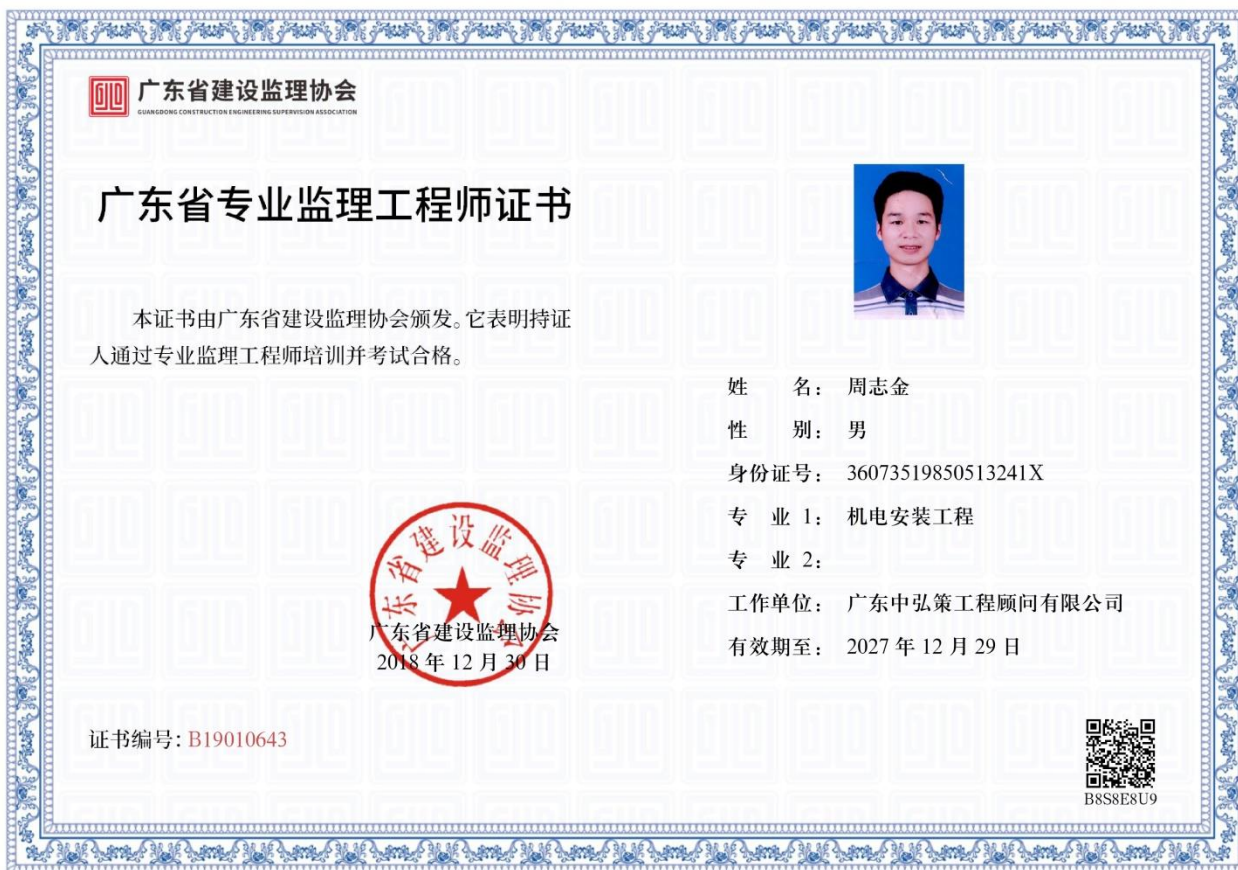 广东省建设监理协会
GUANGDONG CONSTRUCTION ENGINEERING SUPERVISION ASSOCIATION
广东省专业监理工程师证书
本证书由广东省建设监理协会颁发。它表明持证
人通过专业监理工程师培训并考试合格。
姓 名： 周志金
性 别： 男
身份证号： 36073519850513241X
专 业 1： 机电安装工程
专 业 2：
工作单位： 广东中弘策工程顾问有限公司
有效期至： 2027 年 12 月 29 日
广东省建设监理协会
广东省建设监理协会
2018 年 12 月 30 日
证书编号：B19010643
B8S8E8U9